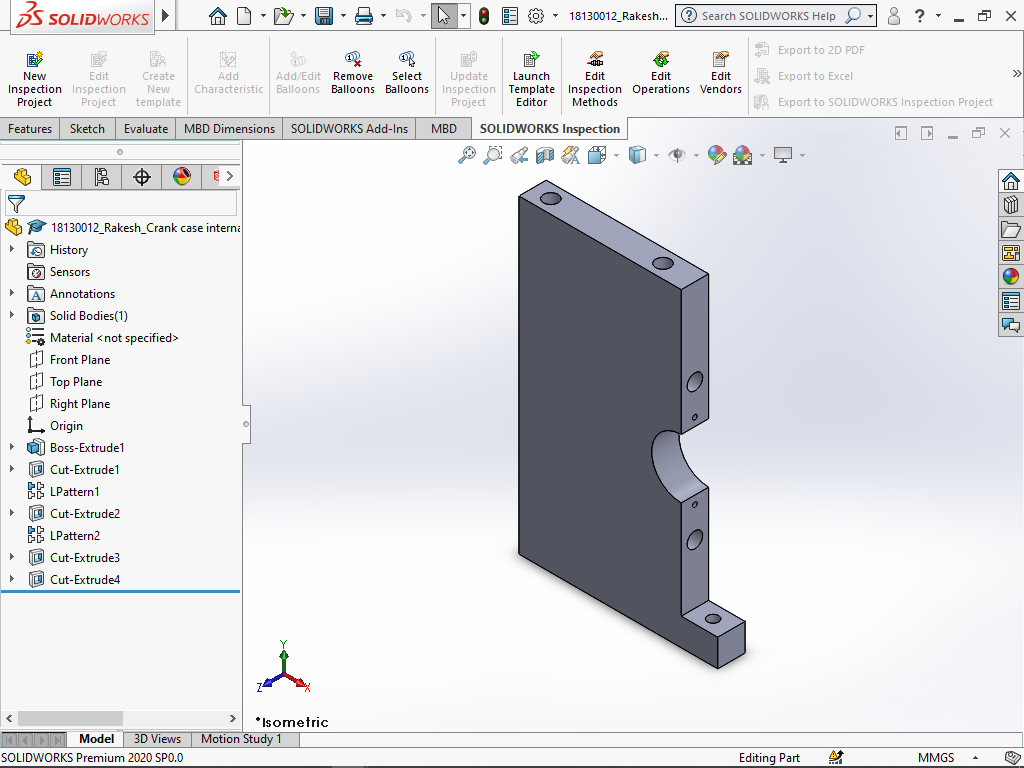 SOLIDWORKS
18130012_Rakesh...
Search SOLIDWORKS Help
New Inspection Project
Edit Inspection Project
Create New template
Add Characteristic
Add/Edit Balloons
Remove Balloons
Select Balloons
Update Inspection Project
Launch Template Editor
Edit Inspection Methods
Edit Operations
Edit Vendors
Export to 2D PDF
Export to Excel
Export to SOLIDWORKS Inspection Project
Features
Sketch
Evaluate
MBD Dimensions
SOLIDWORKS Add-Ins
MBD
SOLIDWORKS Inspection
18130012_Rakesh_Crank case interna
History
Sensors
Annotations
Solid Bodies(1)
Material <not specified>
Front Plane
Top Plane
Right Plane
Origin
Boss-Extrude1
Cut-Extrude1
LPattern1
Cut-Extrude2
LPattern2
Cut-Extrude3
Cut-Extrude4
Y
Z
X
*Isometric
Model
3D Views
Motion Study 1
SOLIDWORKS Premium 2020 SP0.0
Editing Part
MMGS